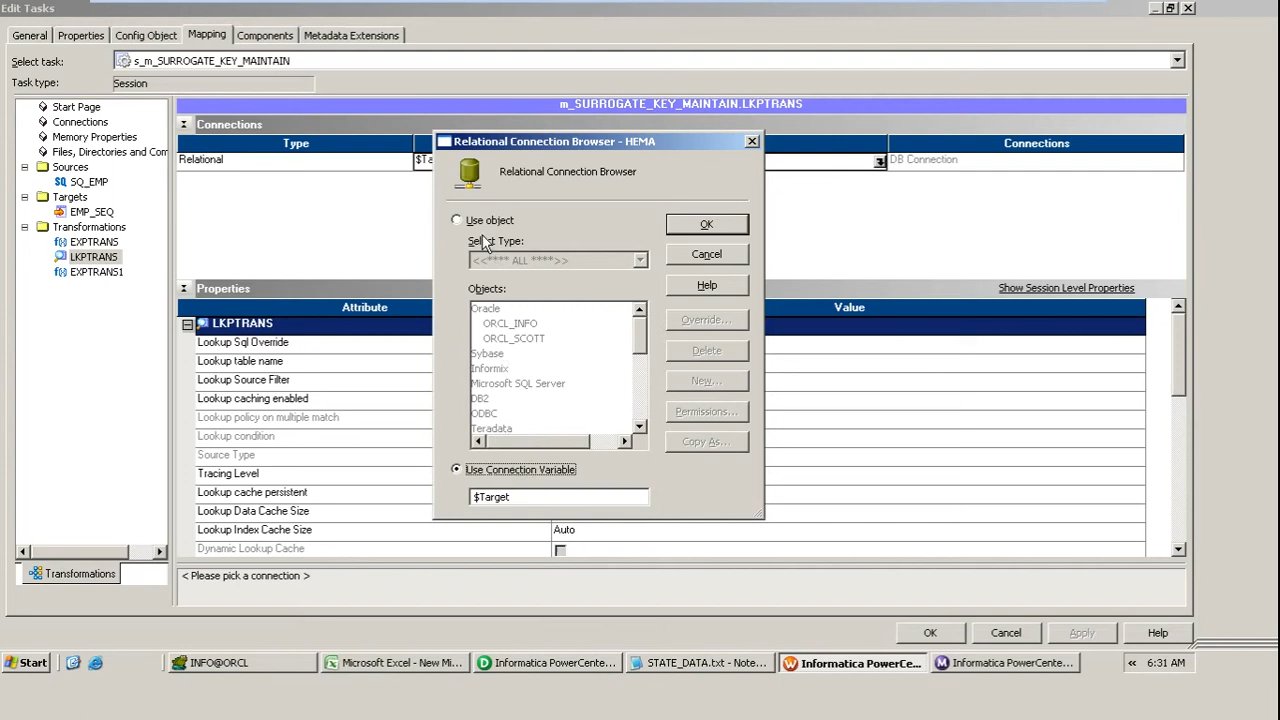 Edit Tasks
General
Properties
Config Object
Mapping
Components
Metadata Extensions
Select task:
s_m_SURROGATE_KEY_MAINTAIN
Task type:
Session
Start Page
Connections
Memory Properties
Files, Directories and Com
Sources
SQ_EMP
Targets
EMP_SEQ
Transformations
EXPTRANS
LKPTRANS
EXPTRANS1
Transformations
m_SURROGATE_KEY_MAINTAIN.LKPTRANS
Connections
Type
Connections
Relational
$Ta
DB Connection
Relational Connection Browser - HEMA
Relational Connection Browser
Use object
Select Type:
<<**** ALL ****>>
Objects:
Oracle
ORCL_INFO
ORCL_SCOTT
Sybase
Informix
Microsoft SQL Server
DB2
ODBC
Teradata
Use Connection Variable
$Target
OK
Cancel
Help
Override...
Delete
New...
Permissions...
Copy As...
Properties
Show Session Level Properties
Attribute
Value
LKPTRANS
Lookup Sql Override
Lookup table name
Lookup Source Filter
Lookup caching enabled
Lookup policy on multiple match
Lookup condition
Source Type
Tracing Level
Lookup cache persistent
Lookup Data Cache Size
Lookup Index Cache Size
Auto
Dynamic Lookup Cache
< Please pick a connection >
OK
Cancel
Apply
Help
Start
INFO@ORCL
Microsoft Excel - New Mi...
Informatica PowerCente...
STATE_DATA.txt - Note...
Informatica PowerCe...
Informatica PowerCente...
«
6:31 AM